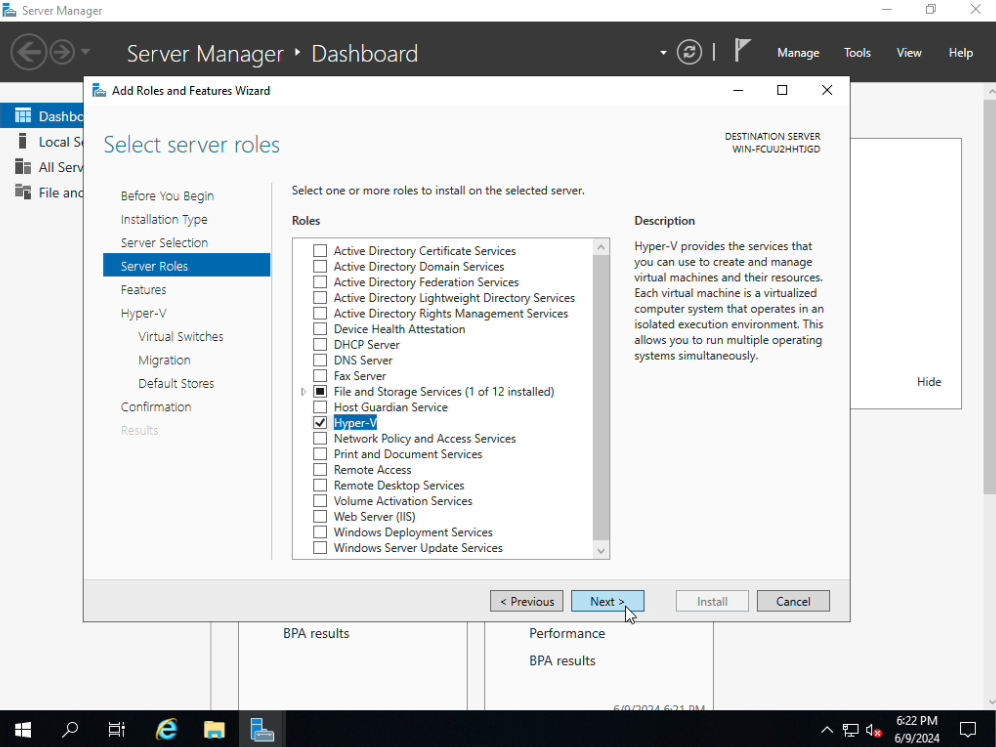 Server Manager
Server Manager ‣ Dashboard
Manage Tools View Help
Add Roles and Features Wizard
Select server roles
DESTINATION SERVER
WIN-FCUU2HHTJGD
Before You Begin
Installation Type
Server Selection
Server Roles
Features
Hyper-V
Virtual Switches
Migration
Default Stores
Confirmation
Results
Select one or more roles to install on the selected server.
Roles
Active Directory Certificate Services
Active Directory Domain Services
Active Directory Federation Services
Active Directory Lightweight Directory Services
Active Directory Rights Management Services
Device Health Attestation
DHCP Server
DNS Server
Fax Server
File and Storage Services (1 of 12 installed)
Host Guardian Service
Hyper-V
Network Policy and Access Services
Print and Document Services
Remote Access
Remote Desktop Services
Volume Activation Services
Web Server (IIS)
Windows Deployment Services
Windows Server Update Services
Description
Hyper-V provides the services that
you can use to create and manage
virtual machines and their resources.
Each virtual machine is a virtualized
computer system that operates in an
isolated execution environment. This
allows you to run multiple operating
systems simultaneously.
< Previous
Next >
Install
Cancel
Dashbo
Local Se
All Serv
File and
Hide
BPA results
Performance
BPA results
6/9/2024 6:21 PM
6:22 PM
6/9/2024